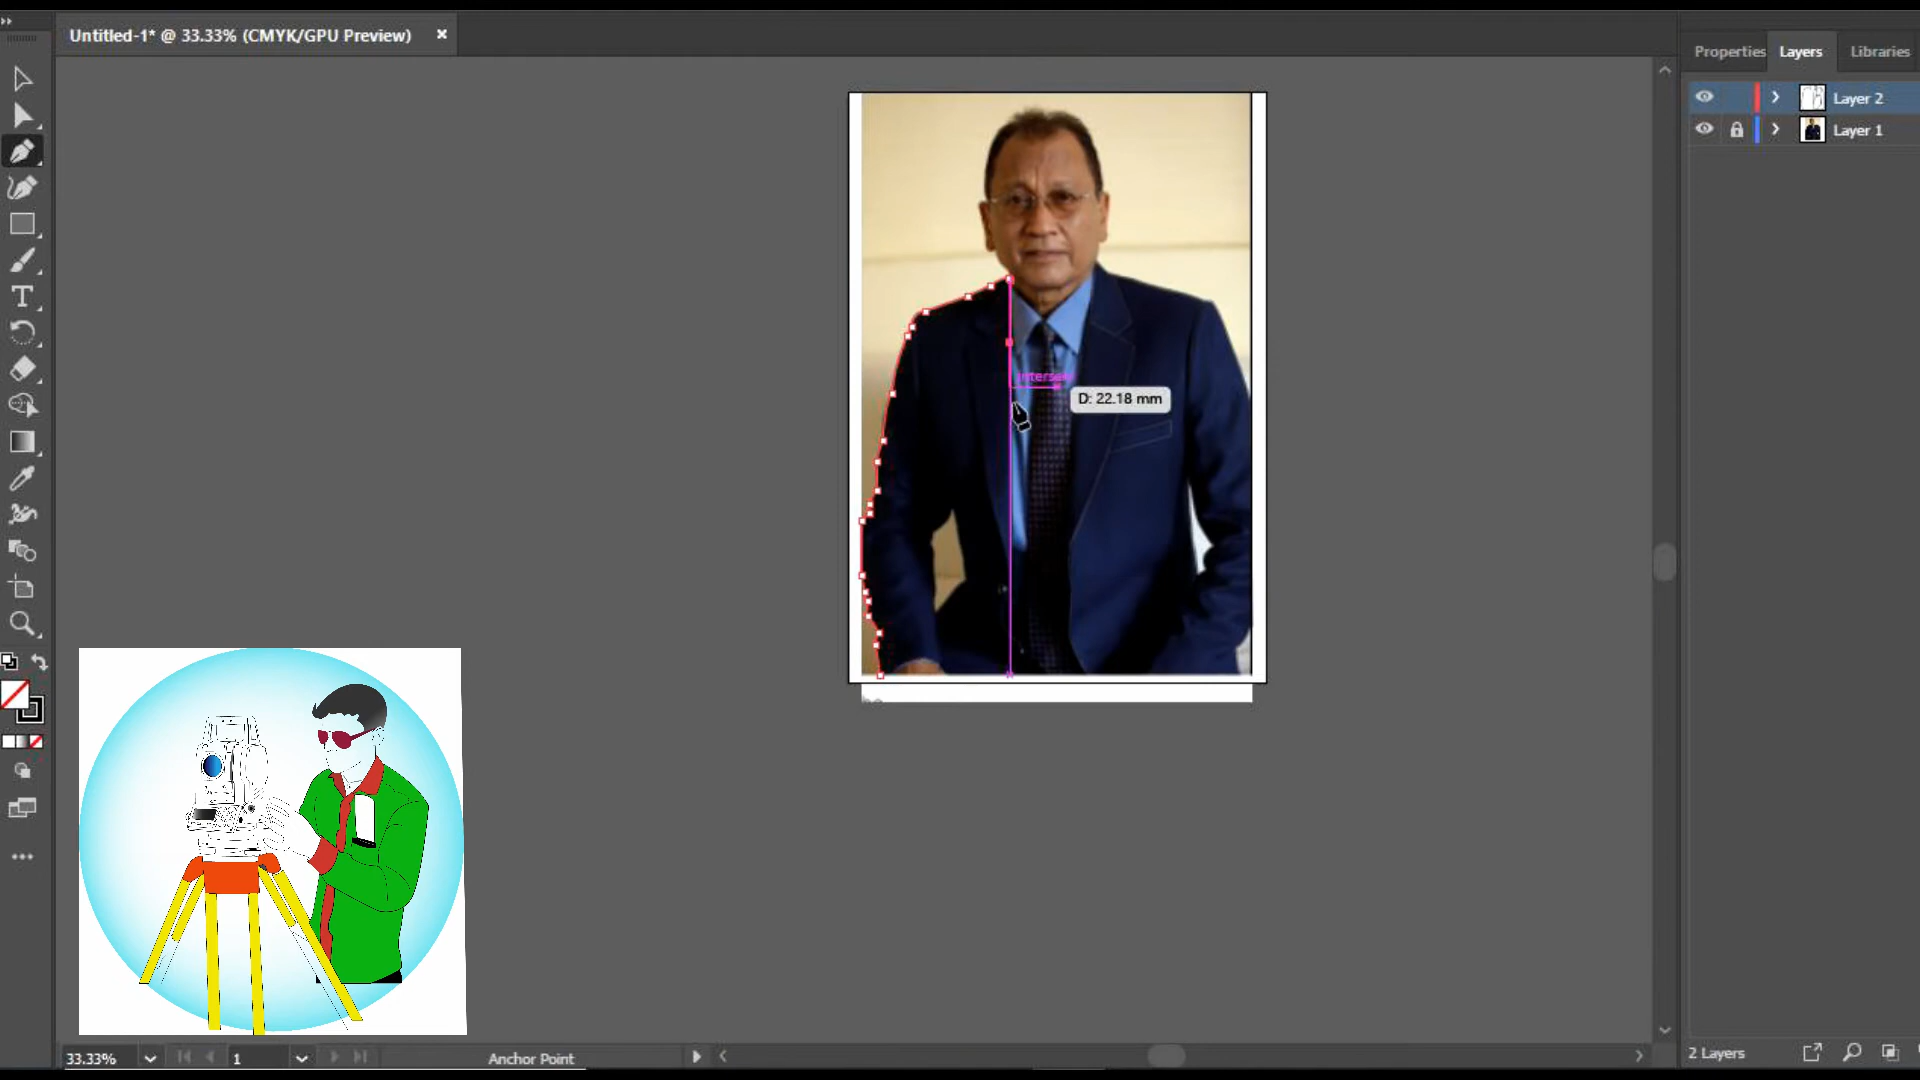 Untitled-1* @ 33.33% (CMYK/GPU Preview) ×
Properties Layers Libraries
Layer 2
Layer 1
D: 22.18 mm
33.33%
1
Anchor Point
2 Layers